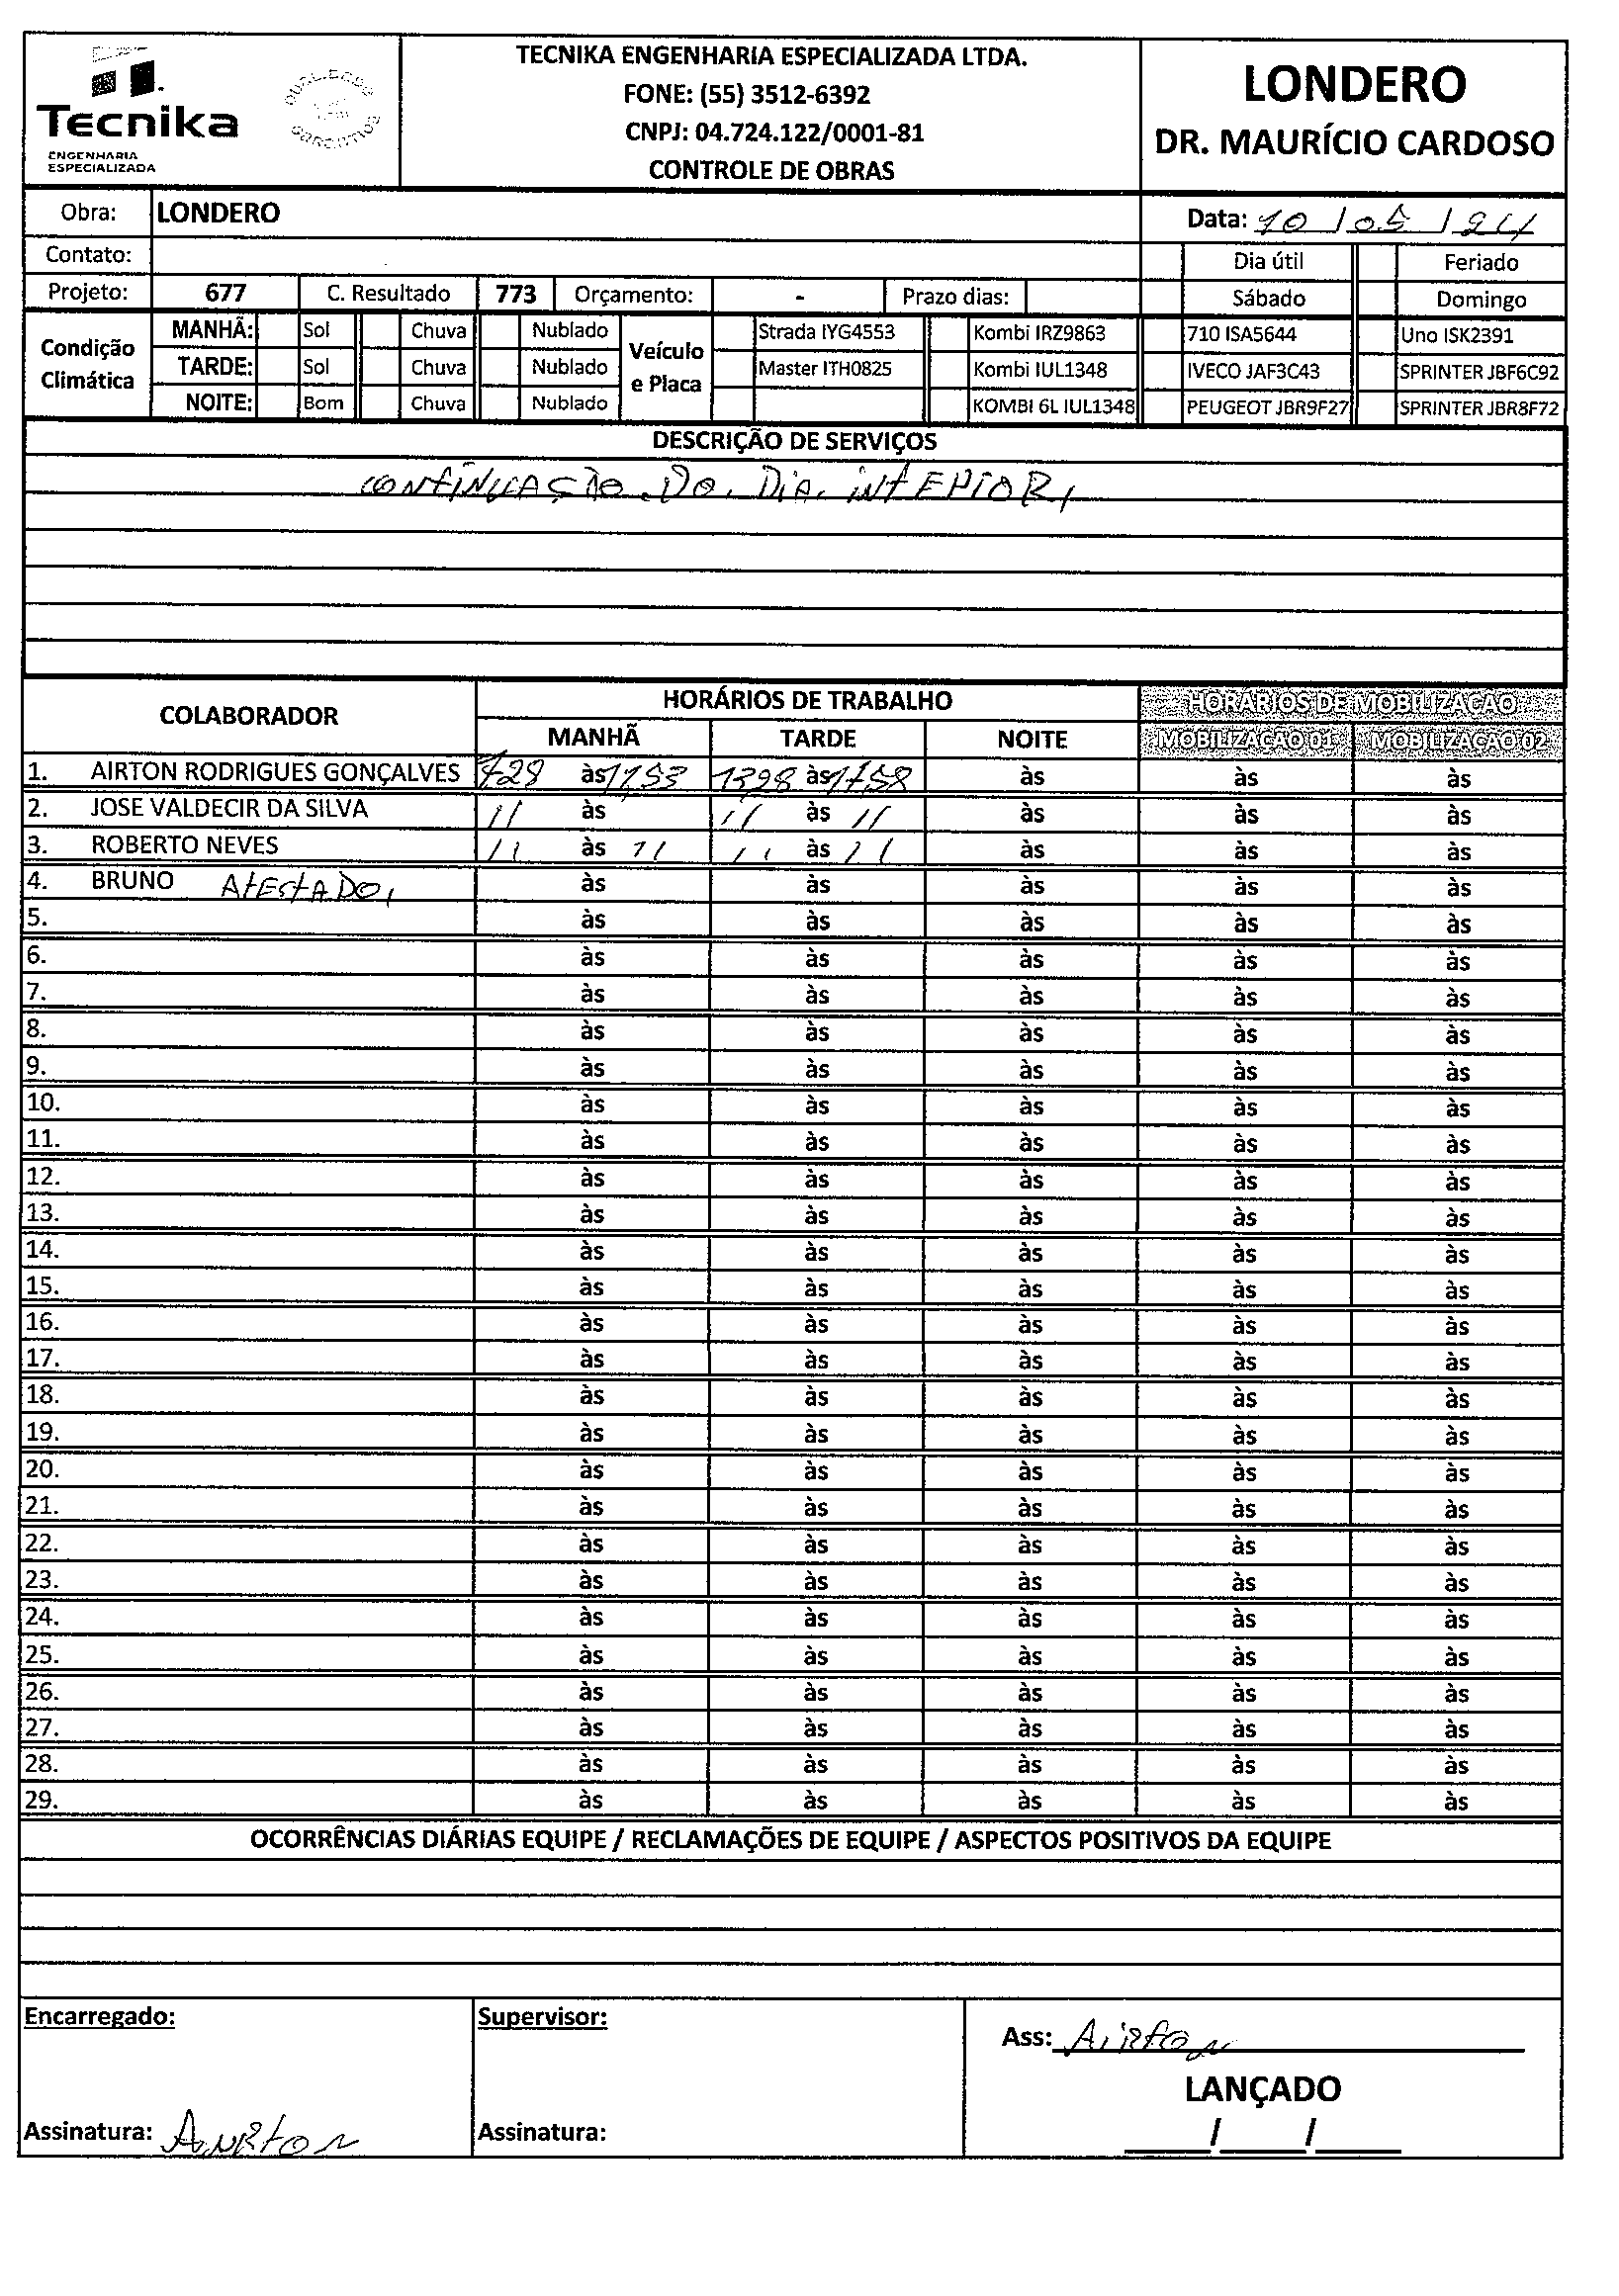 Tecnika
ENGENHARIA
ESPECIALIZADA
TECNIKA ENGENHARIA ESPECIALIZADA LTDA.
FONE: (55) 3512-6392
CNPJ: 04.724.122/0001-81
CONTROLE DE OBRAS
LONDERO
DR. MAURÍCIO CARDOSO
Obra: LONDERO Data: 10/05/24
Contato: Dia útil Feriado
Projeto: 677 C. Resultado 773 Orçamento: - Prazo dias: Sábado Domingo
Condição Climática Veículo e Placa
MANHÃ: Sol Chuva Nublado Strada IYG4553 Kombi IRZ9863 710 ISA5644 Uno ISK2391
TARDE: Sol Chuva Nublado Master ITH0825 Kombi IUL1348 IVECO JAF3C43 SPRINTER JBF6C92
NOITE: Bom Chuva Nublado KOMBI 6L IUL1348 PEUGEOT JBR9F27 SPRINTER JBR8F72
DESCRIÇÃO DE SERVIÇOS
CONTINUAÇÃO. DO. DIA. INTERIOR,
COLABORADOR HORÁRIOS DE TRABALHO HORÁRIOS DE MOBILIZAÇÃO
MANHÃ TARDE NOITE MOBILIZAÇÃO 01 MOBILIZAÇÃO 02
1. AIRTON RODRIGUES GONÇALVES 728 às 11,53 1328 às 17,58 às às às
2. JOSE VALDECIR DA SILVA // às // às // às às às
3. ROBERTO NEVES // às // // às // às às às
4. BRUNO ATESTADO, às às às às às
5. às às às às às
6. às às às às às
7. às às às às às
8. às às às às às
9. às às às às às
10. às às às às às
11. às às às às às
12. às às às às às
13. às às às às às
14. às às às às às
15. às às às às às
16. às às às às às
17. às às às às às
18. às às às às às
19. às às às às às
20. às às às às às
21. às às às às às
22. às às às às às
23. às às às às às
24. às às às às às
25. às às às às às
26. às às às às às
27. às às às às às
28. às às às às às
29. às às às às às
OCORRÊNCIAS DIÁRIAS EQUIPE / RECLAMAÇÕES DE EQUIPE / ASPECTOS POSITIVOS DA EQUIPE
Encarregado: Supervisor:
Ass: AIRTON
LANÇADO
Assinatura: AIRTON Assinatura: ____/____/____